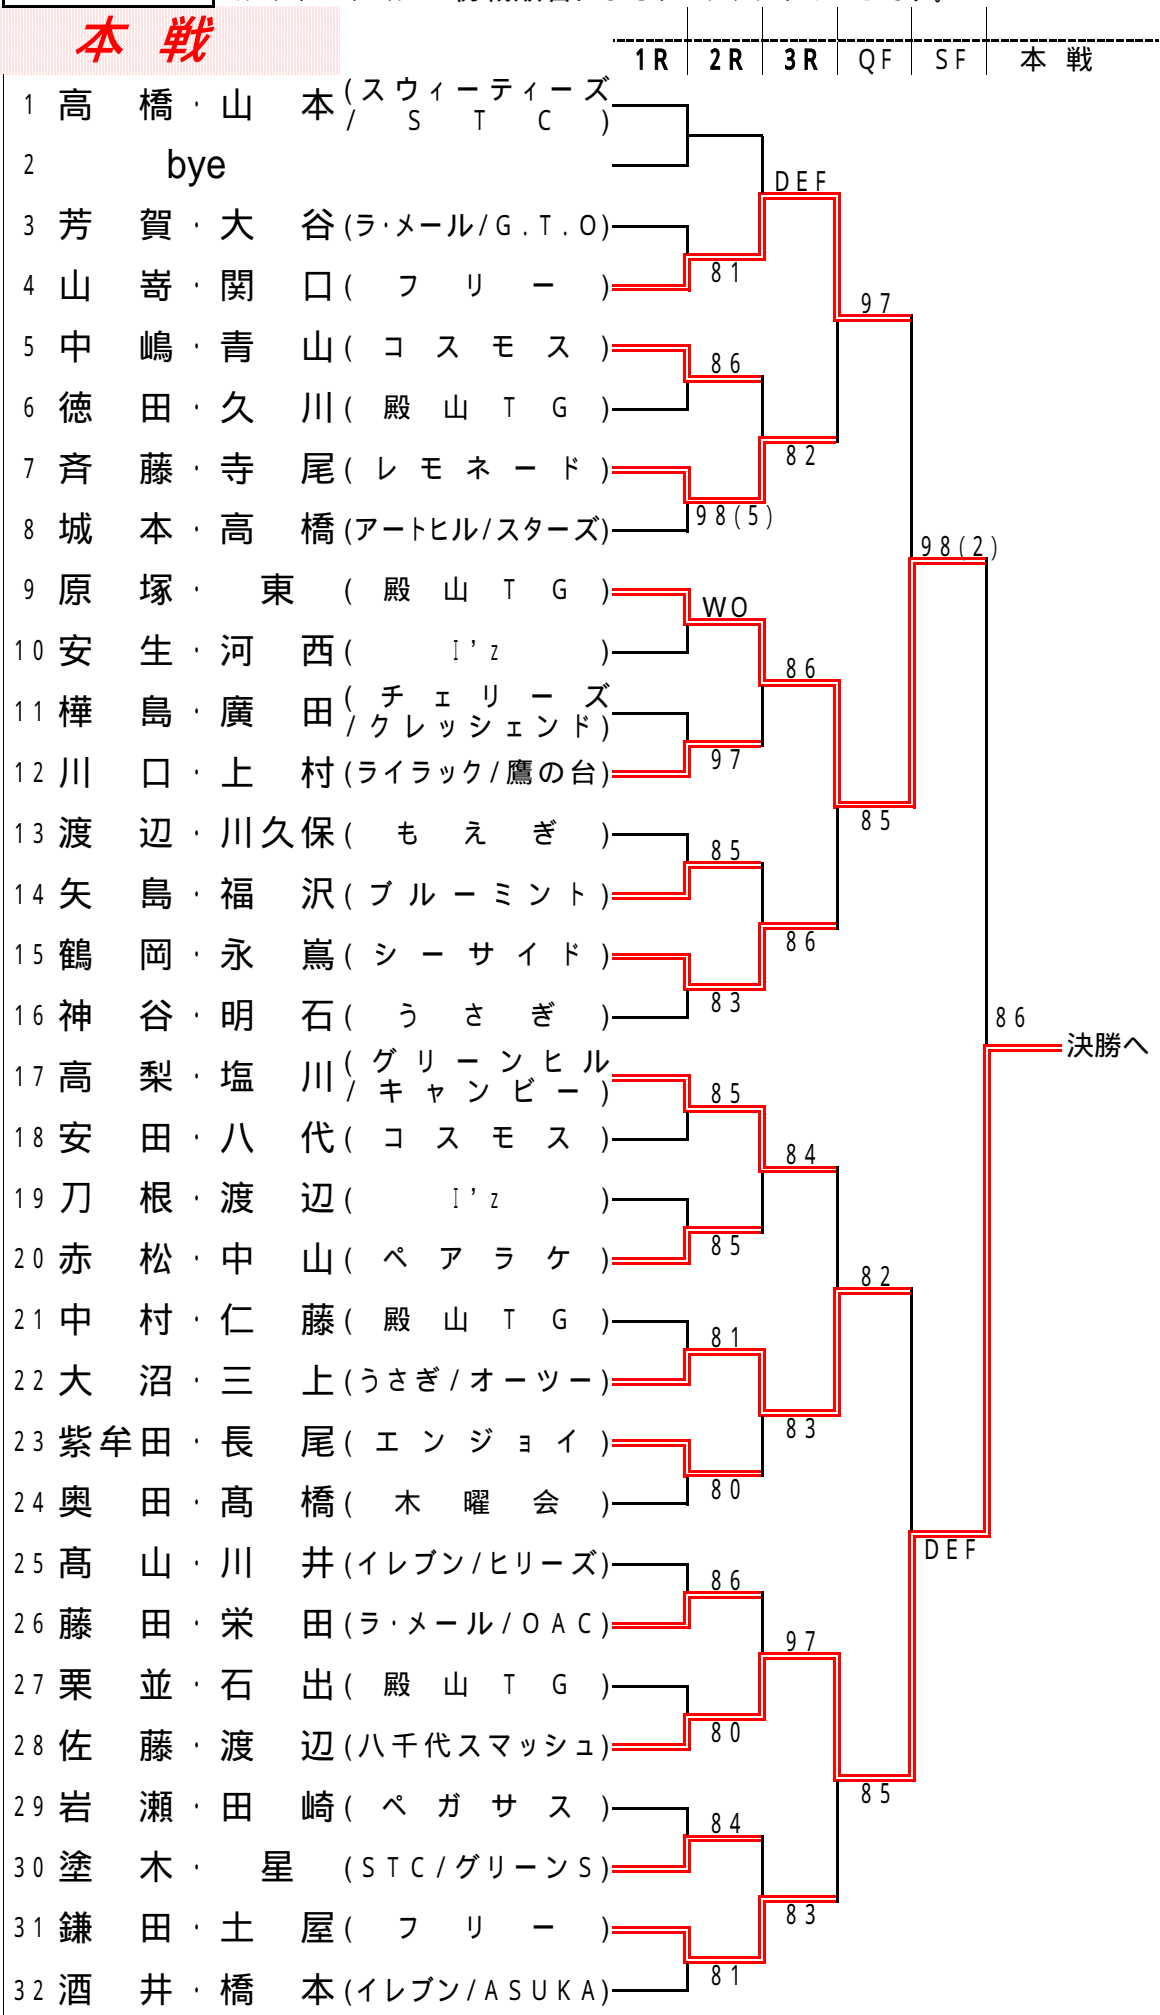 本戦
1R 2R 3R QF SF 本戦
1 高橋・山本 (スウィーティーズ/STC)
2 bye
DEF
3 芳賀・大谷 (ラ・メール/G.T.O)
81
4 山嵜・関口 (フリー)
97
5 中嶋・青山 (コスモス)
86
6 徳田・久川 (殿山TG)
82
7 斉藤・寺尾 (レモネード)
98(5)
8 城本・高橋 (アートヒル/スターズ)
98(2)
9 原塚・東 (殿山TG)
WO
10 安生・河西 (I'z)
86
11 樺島・廣田 (チェリーズ/クレッシェンド)
97
12 川口・上村 (ライラック/鷹の台)
85
13 渡辺・川久保 (もえぎ)
85
14 矢島・福沢 (ブルーミント)
86
15 鶴岡・永嶌 (シーサイド)
83
16 神谷・明石 (うさぎ)
86
決勝へ
17 高梨・塩川 (グリーンヒル/キャンビー)
85
18 安田・八代 (コスモス)
84
19 刀根・渡辺 (I'z)
85
20 赤松・中山 (ペアラケ)
82
21 中村・仁藤 (殿山TG)
81
22 大沼・三上 (うさぎ/オーツー)
83
23 紫牟田・長尾 (エンジョイ)
80
24 奥田・髙橋 (木曜会)
DEF
25 髙山・川井 (イレブン/ヒリーズ)
86
26 藤田・栄田 (ラ・メール/OAC)
97
27 栗並・石出 (殿山TG)
80
28 佐藤・渡辺 (八千代スマッシュ)
85
29 岩瀬・田崎 (ペガサス)
84
30 塗木・星 (STC/グリーンS)
83
31 鎌田・土屋 (フリー)
81
32 酒井・橋本 (イレブン/ASUKA)